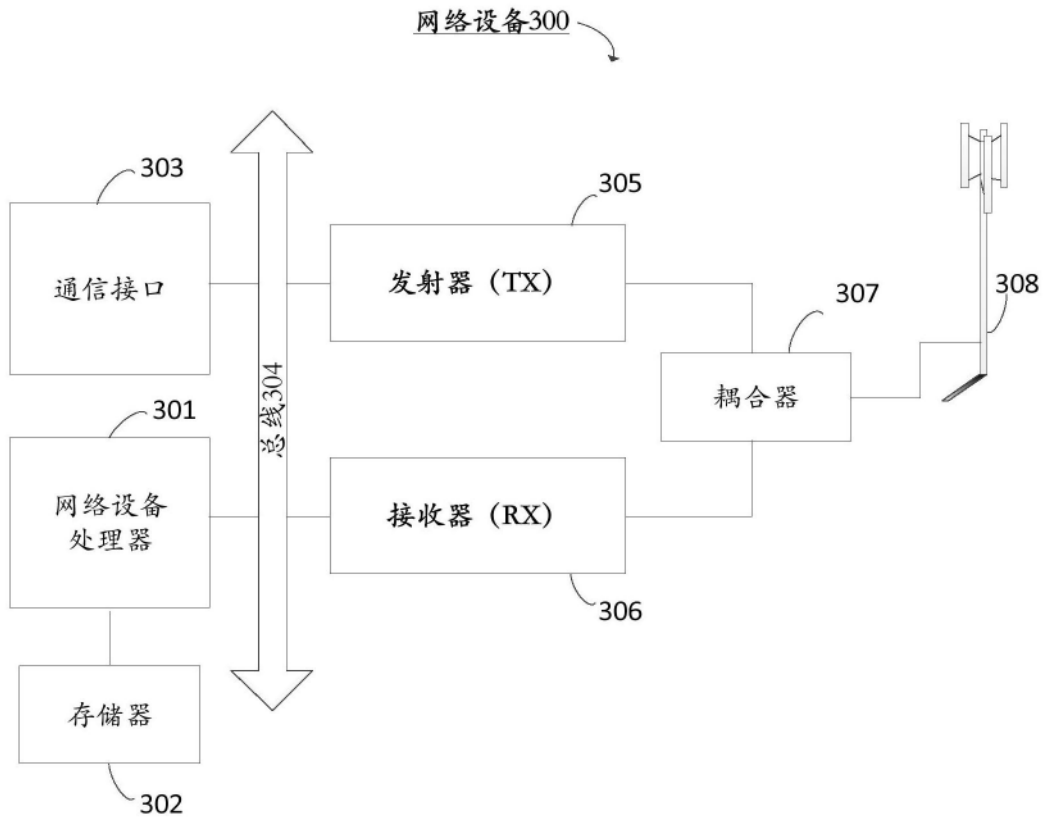 网络设备300
303
305
通信接口
发射器（TX）
307
308
总线304
耦合器
301
网络设备
处理器
接收器（RX）
306
存储器
302